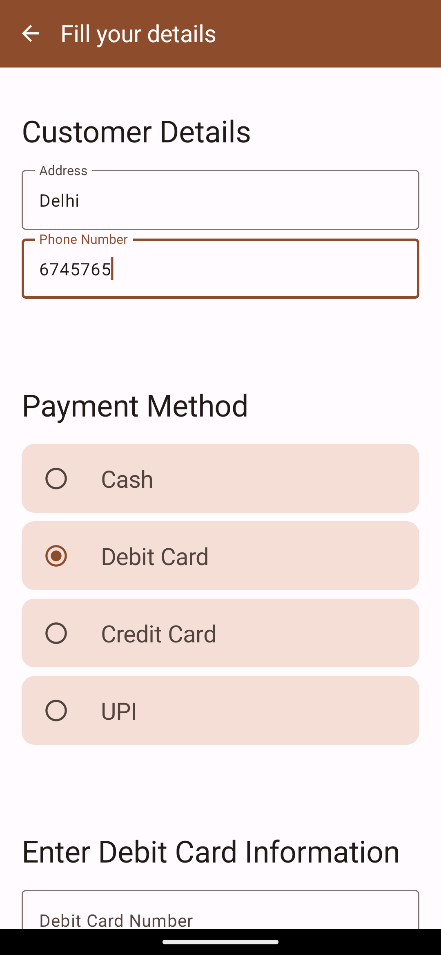 Fill your details
Customer Details
Address
Delhi
Phone Number
6745765
Payment Method
Cash
Debit Card
Credit Card
UPI
Enter Debit Card Information
Debit Card Number